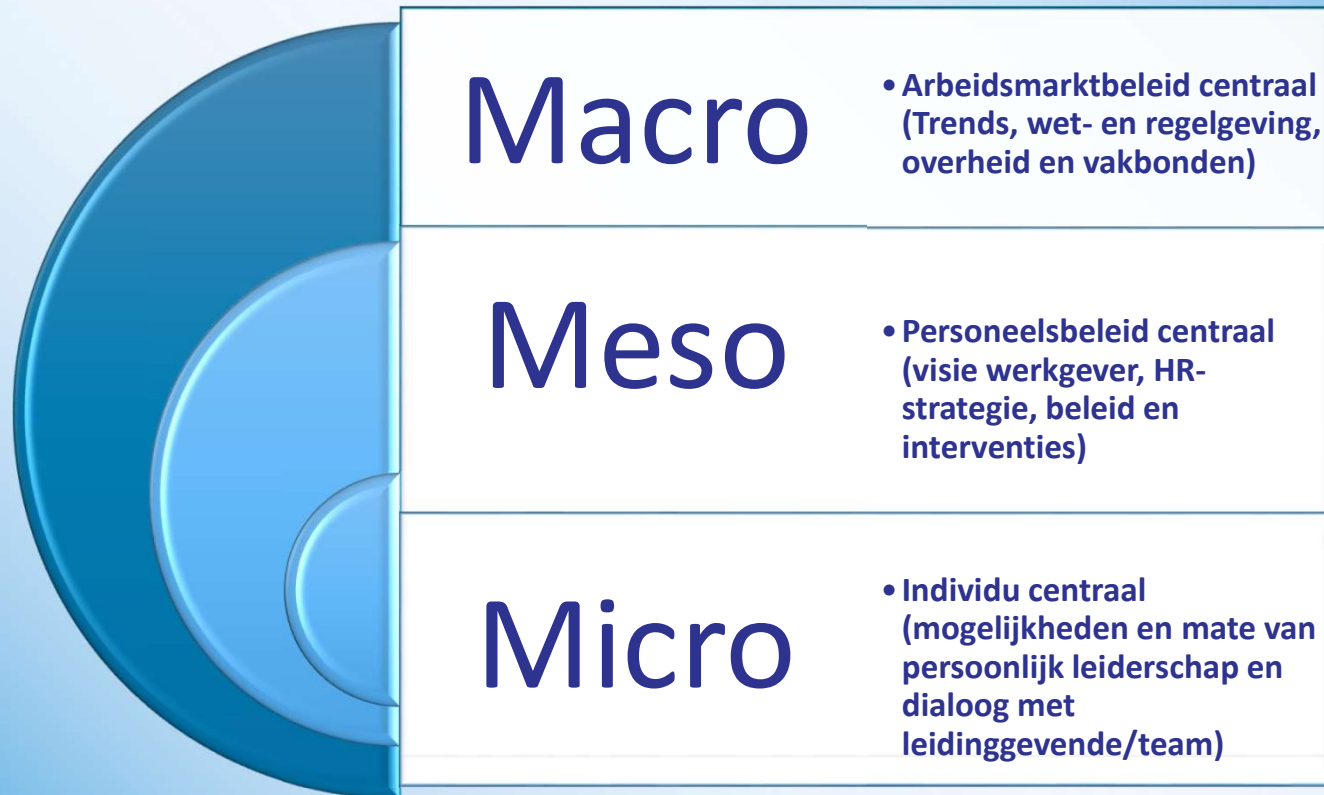 Macro
• Arbeidsmarktbeleid centraal
(Trends, wet- en regelgeving,
overheid en vakbonden)
Meso
• Personeelsbeleid centraal
(visie werkgever, HR-
strategie, beleid en
interventies)
Micro
• Individu centraal
(mogelijkheden en mate van
persoonlijk leiderschap en
dialoog met
leidinggevende/team)